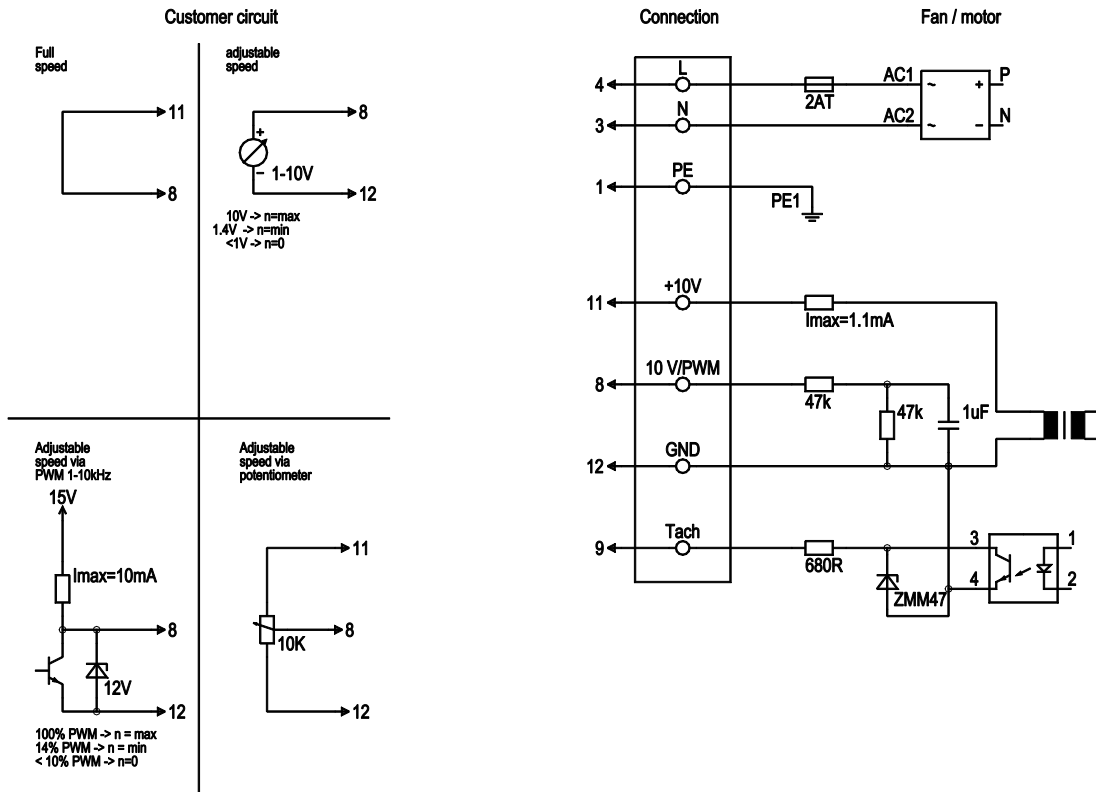 Customer circuit
Connection
Fan / motor
Full
speed
11
8
adjustable
speed
8
+
− 1-10V
12
10V -> n=max
1.4V -> n=min
<1V -> n=0
Adjustable
speed via
PWM 1-10kHz
15V
Imax=10mA
8
12V
12
100% PWM -> n = max
14% PWM -> n = min
< 10% PWM -> n=0
Adjustable
speed via
potentiometer
11
8
10K
12
4
L
2AT
AC1
~ +
P
3
N
AC2
~ −
N
1
PE
PE1
11
+10V
Imax=1.1mA
8
10 V/PWM
47k
47k
1uF
12
GND
9
Tach
680R
ZMM47
3
4
1
2